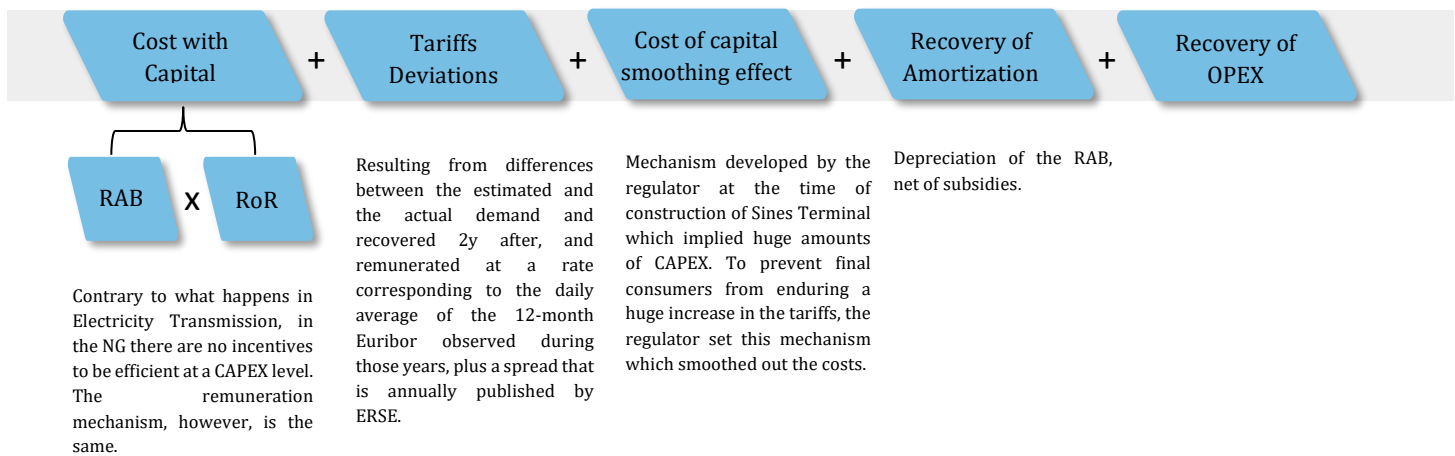 Cost with
Capital
+
Tariffs
Deviations
+
Cost of capital
smoothing effect
+
Recovery of
Amortization
+
Recovery of
OPEX
RAB
x
RoR
Contrary to what happens in
Electricity Transmission, in
the NG there are no incentives
to be efficient at a CAPEX level.
The remuneration
mechanism, however, is the
same.
Resulting from differences
between the estimated and
the actual demand and
recovered 2y after, and
remunerated at a rate
corresponding to the daily
average of the 12-month
Euribor observed during
those years, plus a spread that
is annually published by
ERSE.
Mechanism developed by the
regulator at the time of
construction of Sines Terminal
which implied huge amounts
of CAPEX. To prevent final
consumers from enduring a
huge increase in the tariffs, the
regulator set this mechanism
which smoothed out the costs.
Depreciation of the RAB,
net of subsidies.